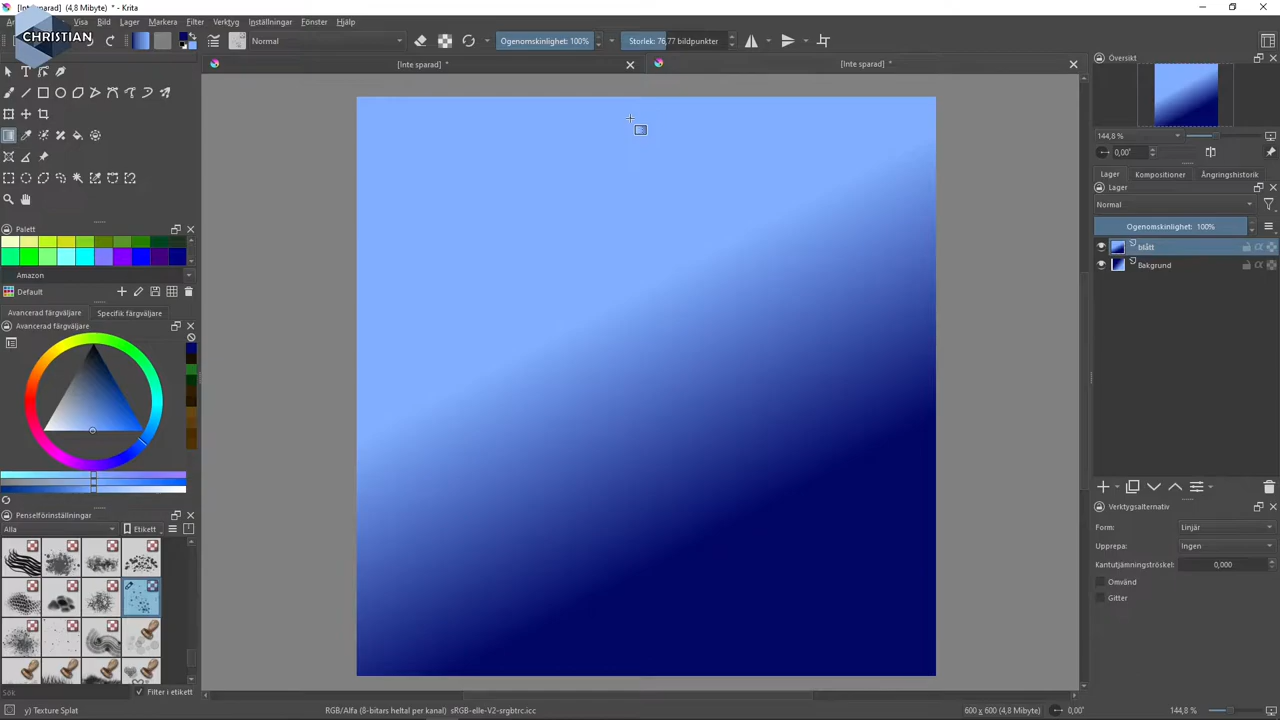 [Inte sparad] (4,8 Mibyte) * - Krita
Visa Bild Lager Markera Filter Verktyg Inställningar Fönster Hjälp
CHRISTIAN
Normal
Ogenomskinlighet: 100%
Storlek: 76,77 bildpunkter
[Inte sparad] *
[Inte sparad] *
Palett
Amazon
Default
Avancerad färgväljare
Specifik färgväljare
Avancerad färgväljare
Penselförinställningar
Alla
Etikett
Sök
Filter i etikett
y) Texture Splat
RGB/Alfa (8-bitars heltal per kanal) sRGB-elle-V2-srgbtrc.icc
600 x 600 (4,8 Mibyte)
0,00°
144,8 %
Översikt
144,8 %
0,00°
Lager
Kompositioner
Ångringshistorik
Lager
Normal
Ogenomskinlighet: 100%
blått
Bakgrund
Verktygsalternativ
Form: Linjär
Upprepa: Ingen
Kantutjämningströskel: 0,000
Omvänd
Gitter